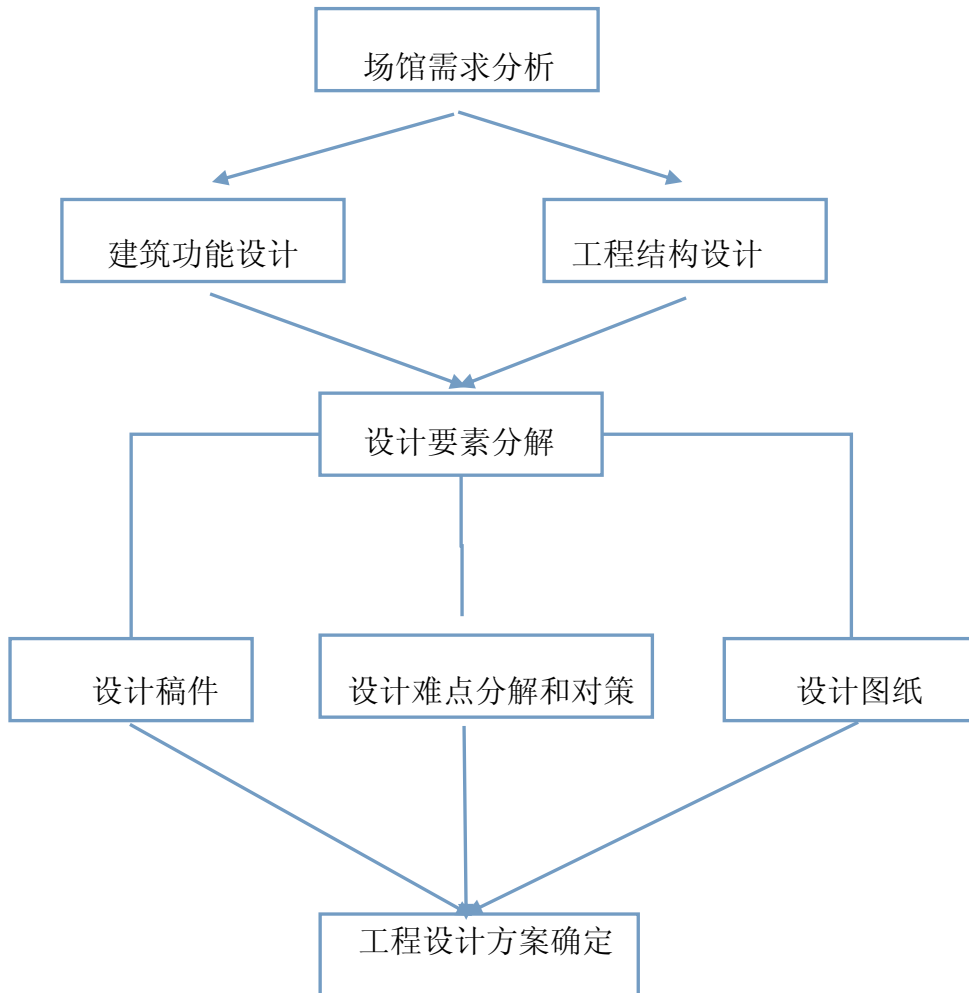 场馆需求分析
建筑功能设计
工程结构设计
设计要素分解
设计稿件
设计难点分解和对策
设计图纸
工程设计方案确定